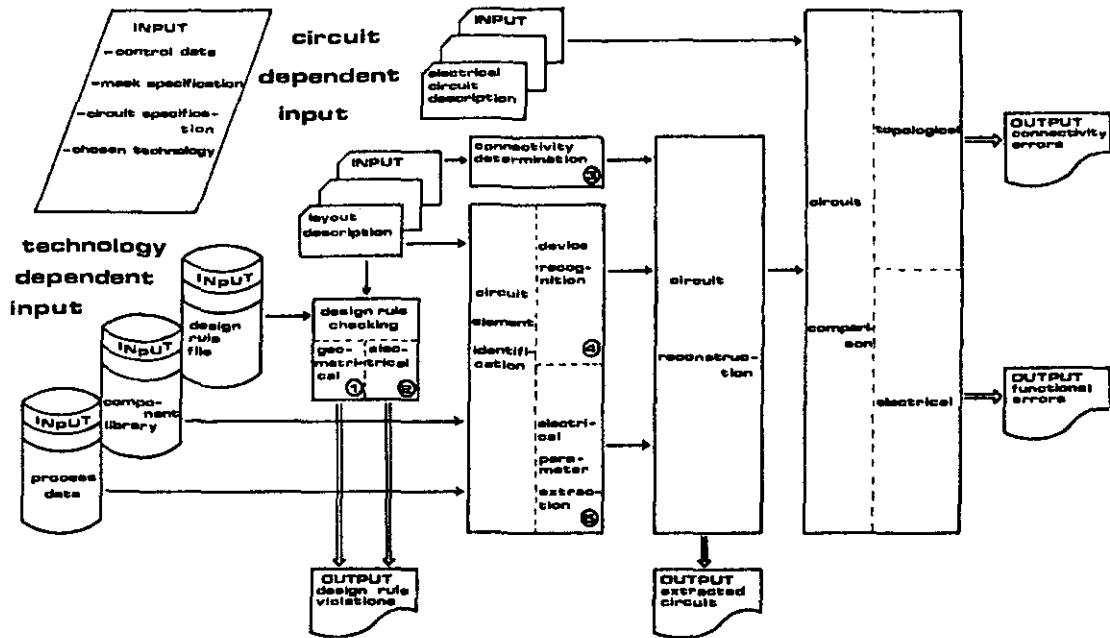 INPUT
-control data
-mask specification
-circuit specifica-
tion
-chosen technology
circuit
dependent
input
INPUT
electrical
circuit
description
INPUT
layout
description
connectivity
determination
3
technology
dependent
input
INPUT
design
rule
file
INPUT
compo-
nent
library
INPUT
process
data
design rule
checking
geo-
metri-
cal
1
elec-
trical
2
circuit
element
identifi-
cation
device
recog-
nition
4
electri-
cal
para-
meter
extrac-
tion
5
circuit
reconstruc-
tion
circuit
compari-
son
topological
electrical
OUTPUT
connectivity
errors
OUTPUT
functional
errors
OUTPUT
design rule
violations
OUTPUT
extracted
circuit